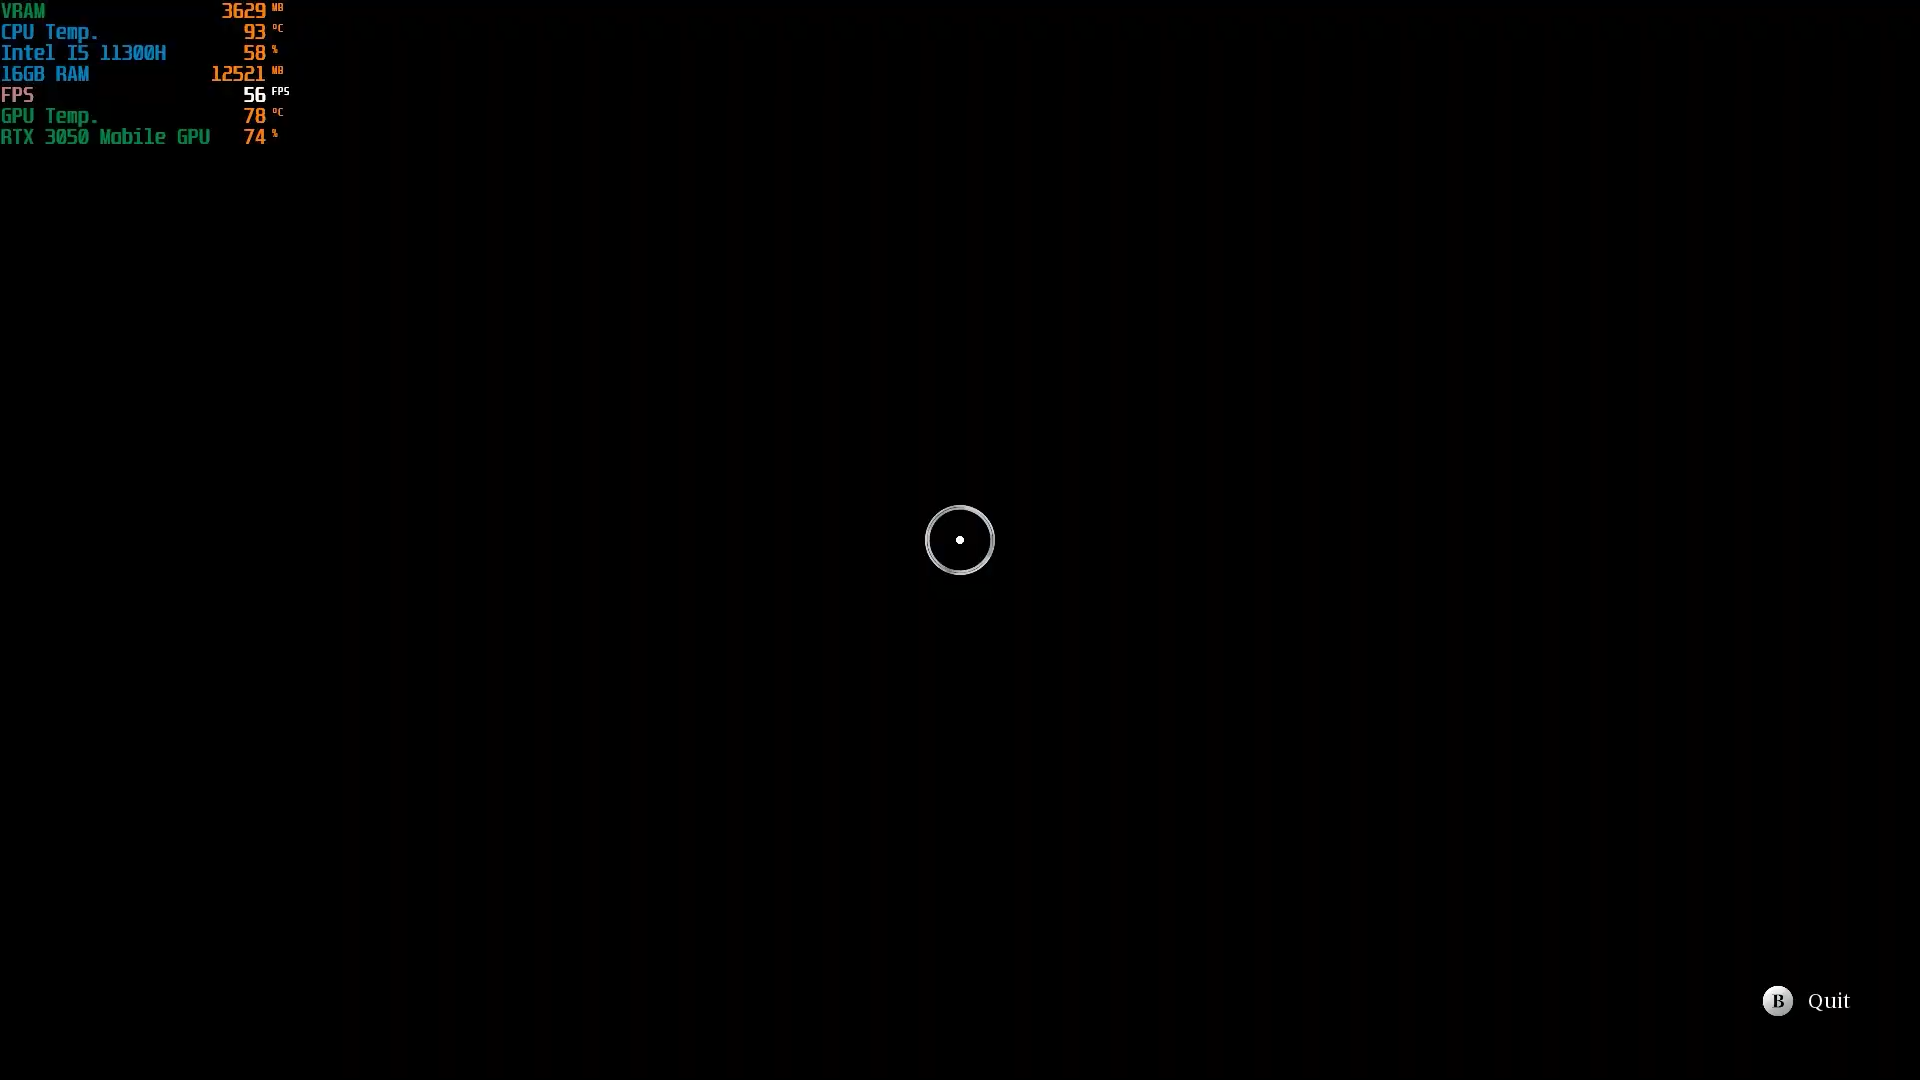 VRAM 3629 MB
CPU Temp. 93 °C
Intel I5 11300H 58 %
16GB RAM 12521 MB
FPS 56 FPS
GPU Temp. 78 °C
RTX 3050 Mobile GPU 74 %
B Quit